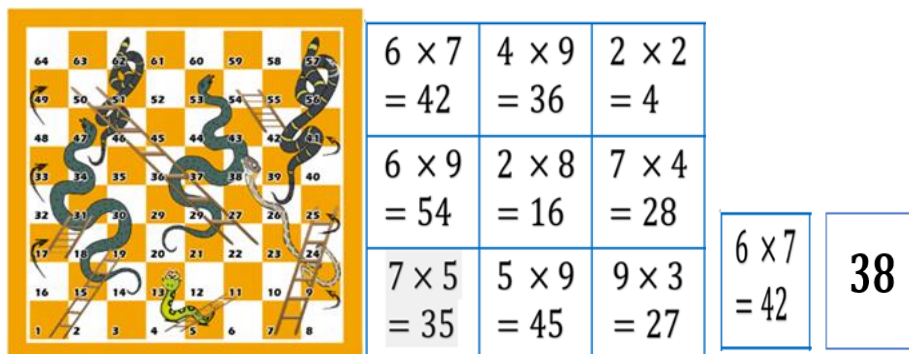 64 63 62 61 60 59 58 57
49 50 51 52 53 54 55 56
48 47 46 45 44 43 42 41
33 34 35 36 37 38 39 40
32 31 30 29 29 27 26 25
17 18 19 20 21 22 23 24
16 15 14 13 12 11 10 9
1 2 3 4 5 6 7 8
6 × 7 4 × 9 2 × 2
= 42 = 36 = 4
6 × 9 2 × 8 7 × 4
= 54 = 16 = 28
7 × 5 5 × 9 9 × 3
= 35 = 45 = 27
6 × 7
= 42
38